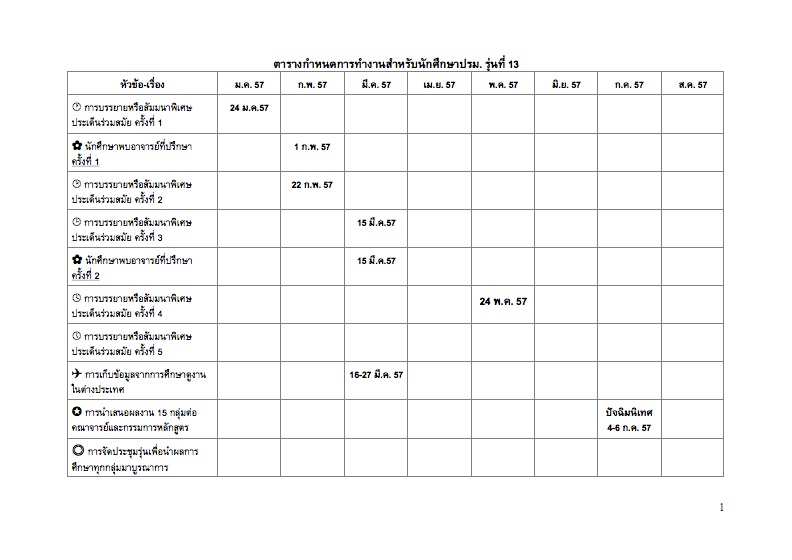 ตารางกำหนดการทำงานสำหรับนักศึกษาปรม. รุ่นที่ 13
หัวข้อ-เรื่อง ม.ค. 57 ก.พ. 57 มี.ค. 57 เม.ย. 57 พ.ค. 57 มิ.ย. 57 ก.ค. 57 ส.ค. 57
การบรรยายหรือสัมมนาพิเศษ 24 ม.ค.57
ประเด็นร่วมสมัย ครั้งที่ 1
นักศึกษาพบอาจารย์ที่ปรึกษา 1 ก.พ. 57
ครั้งที่ 1
การบรรยายหรือสัมมนาพิเศษ 22 ก.พ. 57
ประเด็นร่วมสมัย ครั้งที่ 2
การบรรยายหรือสัมมนาพิเศษ 15 มี.ค.57
ประเด็นร่วมสมัย ครั้งที่ 3
นักศึกษาพบอาจารย์ที่ปรึกษา 15 มี.ค.57
ครั้งที่ 2
การบรรยายหรือสัมมนาพิเศษ 24 พ.ค. 57
ประเด็นร่วมสมัย ครั้งที่ 4
การบรรยายหรือสัมมนาพิเศษ
ประเด็นร่วมสมัย ครั้งที่ 5
การเก็บข้อมูลจากการศึกษาดูงาน 16-27 มี.ค. 57
ในต่างประเทศ
การนำเสนอผลงาน 15 กลุ่มต่อ ปัจฉิมนิเทศ
คณาจารย์และกรรมการหลักสูตร 4-6 ก.ค. 57
การจัดประชุมรุ่นเพื่อนำผลการ
ศึกษาทุกกลุ่มมาบูรณาการ
1